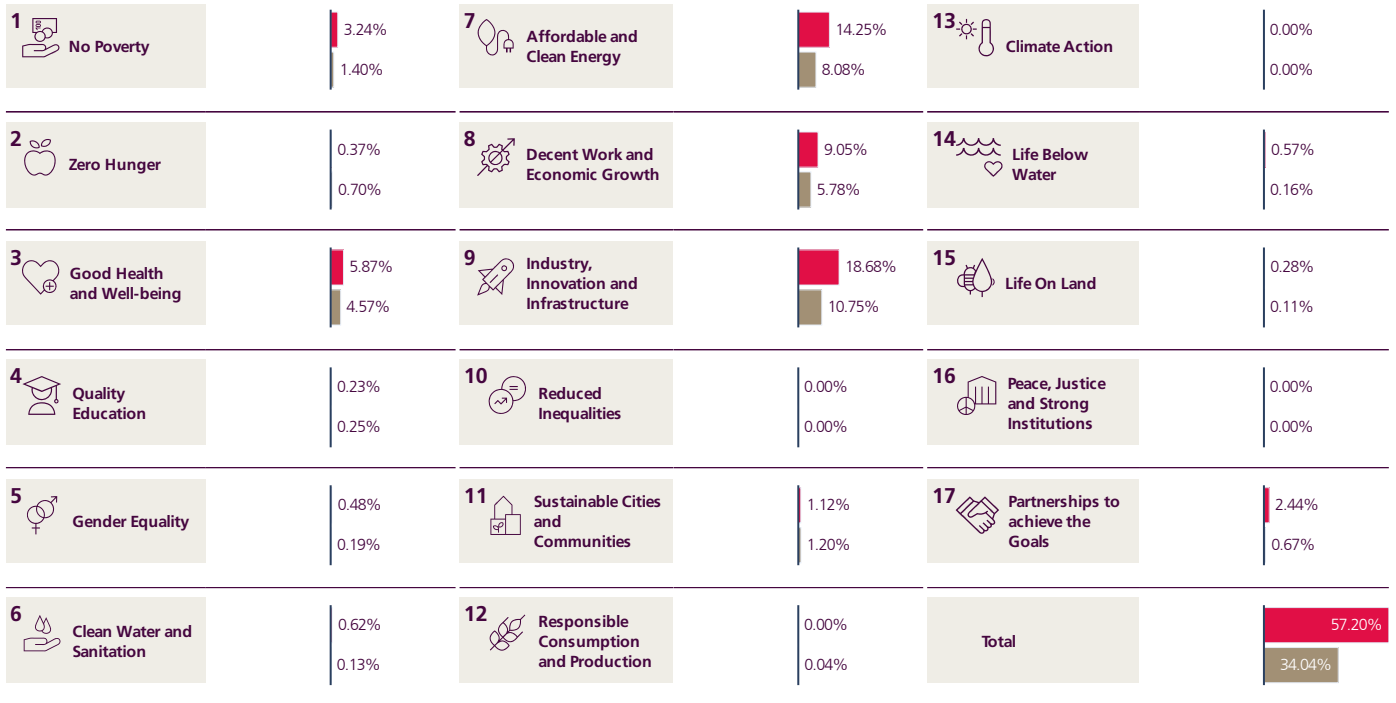 1
No Poverty
3.24%
1.40%
2
Zero Hunger
0.37%
0.70%
3
Good Health
and Well-being
5.87%
4.57%
4
Quality
Education
0.23%
0.25%
5
Gender Equality
0.48%
0.19%
6
Clean Water and
Sanitation
0.62%
0.13%
7
Affordable and
Clean Energy
14.25%
8.08%
8
Decent Work and
Economic Growth
9.05%
5.78%
9
Industry,
Innovation and
Infrastructure
18.68%
10.75%
10
Reduced
Inequalities
0.00%
0.00%
11
Sustainable Cities
and
Communities
1.12%
1.20%
12
Responsible
Consumption
and Production
0.00%
0.04%
13
Climate Action
0.00%
0.00%
14
Life Below
Water
0.57%
0.16%
15
Life On Land
0.28%
0.11%
16
Peace, Justice
and Strong
Institutions
0.00%
0.00%
17
Partnerships to
achieve the
Goals
2.44%
0.67%
Total
57.20%
34.04%